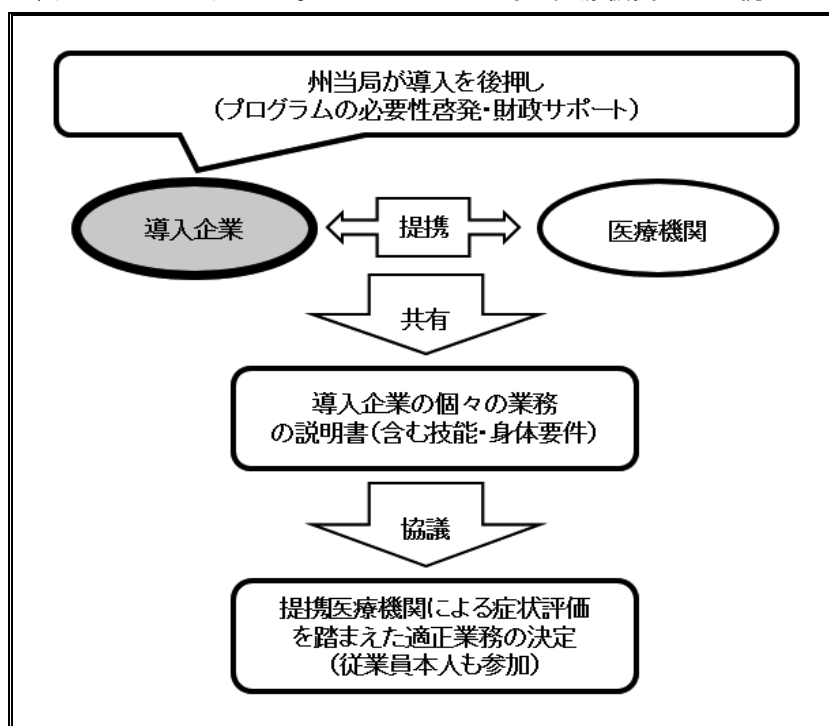 州当局が導入を後押し
(プログラムの必要性啓発・財政サポート)
導入企業
提携
医療機関
共有
導入企業の個々の業務
の説明書(含む技能・身体要件)
協議
提携医療機関による症状評価
を踏まえた適正業務の決定
(従業員本人も参加)